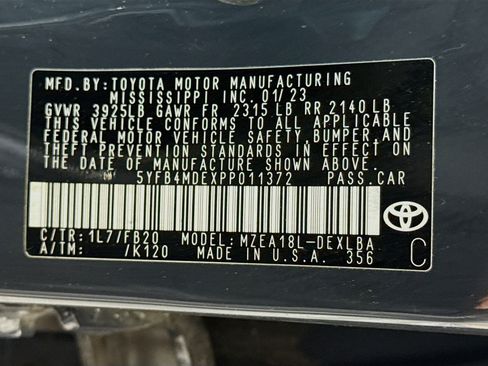 MFD.BY:TOYOTA MOTOR MANUFACTURING
MISSISSIPPI INC. 01/23
GVWR 3925LB GAWR FR 2315 LB RR 2140 LB
THIS VEHICLE CONFORMS TO ALL APPLICABLE
FEDERAL MOTOR VEHICLE SAFETY, BUMPER, AND
THEFT PREVENTION STANDARDS IN EFFECT ON
THE DATE OF MANUFACTURE SHOWN ABOVE.
5YFB4MDEXPP011372 PASS.CAR
C/TR:1L7/FB20 MODEL:MZEA18L-DEXLBA
A/TM: /K120 MADE IN U.S.A. 356
C